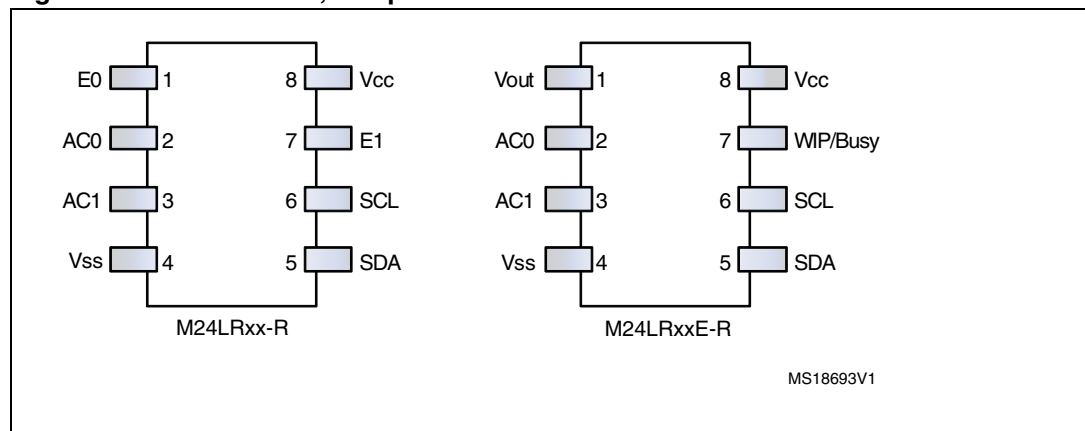 E0 1 8 Vcc Vout 1 8 Vcc
AC0 2 7 E1 AC0 2 7 WIP/Busy
AC1 3 6 SCL AC1 3 6 SCL
Vss 4 5 SDA Vss 4 5 SDA
M24LRxx-R M24LRxxE-R
MS18693V1